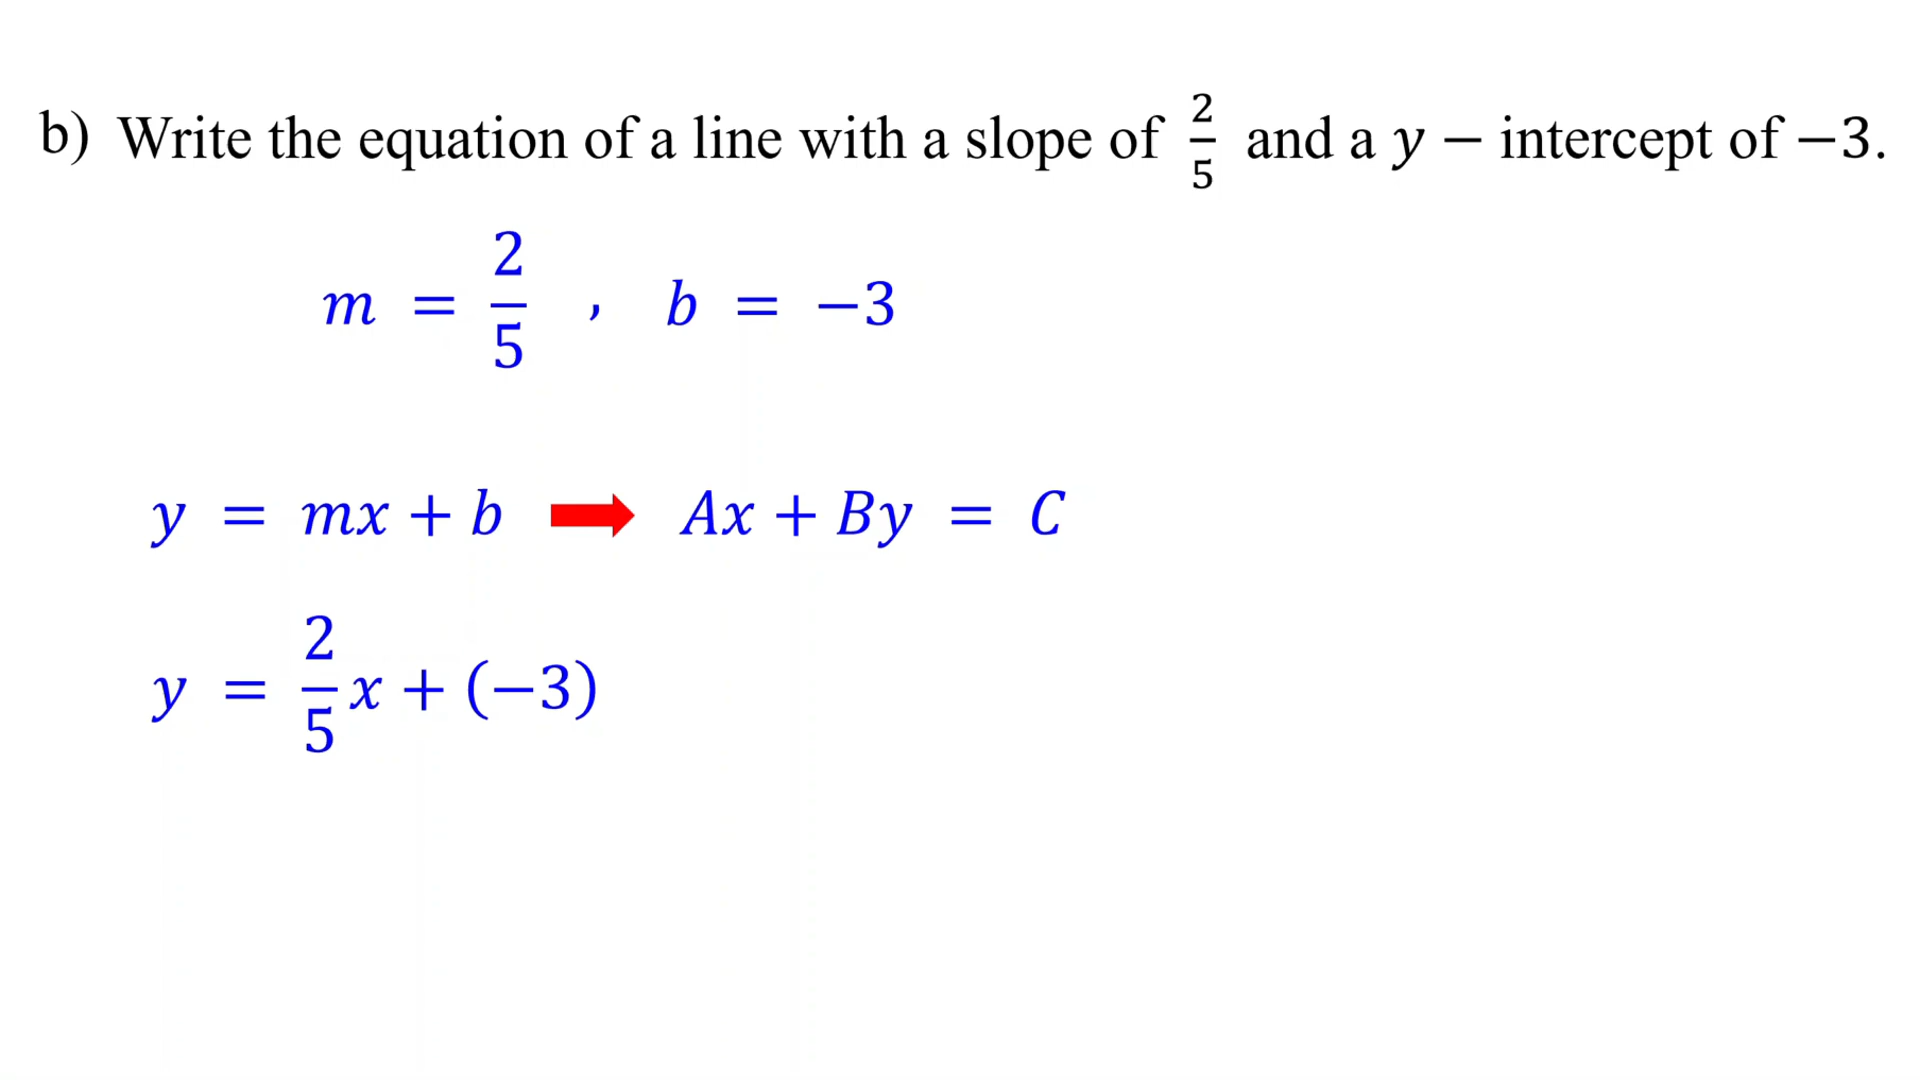 b) Write the equation of a line with a slope of 2/5 and a y − intercept of −3.
m = 2/5 , b = −3
y = mx + b ➡ Ax + By = C
y = 2/5 x + (−3)